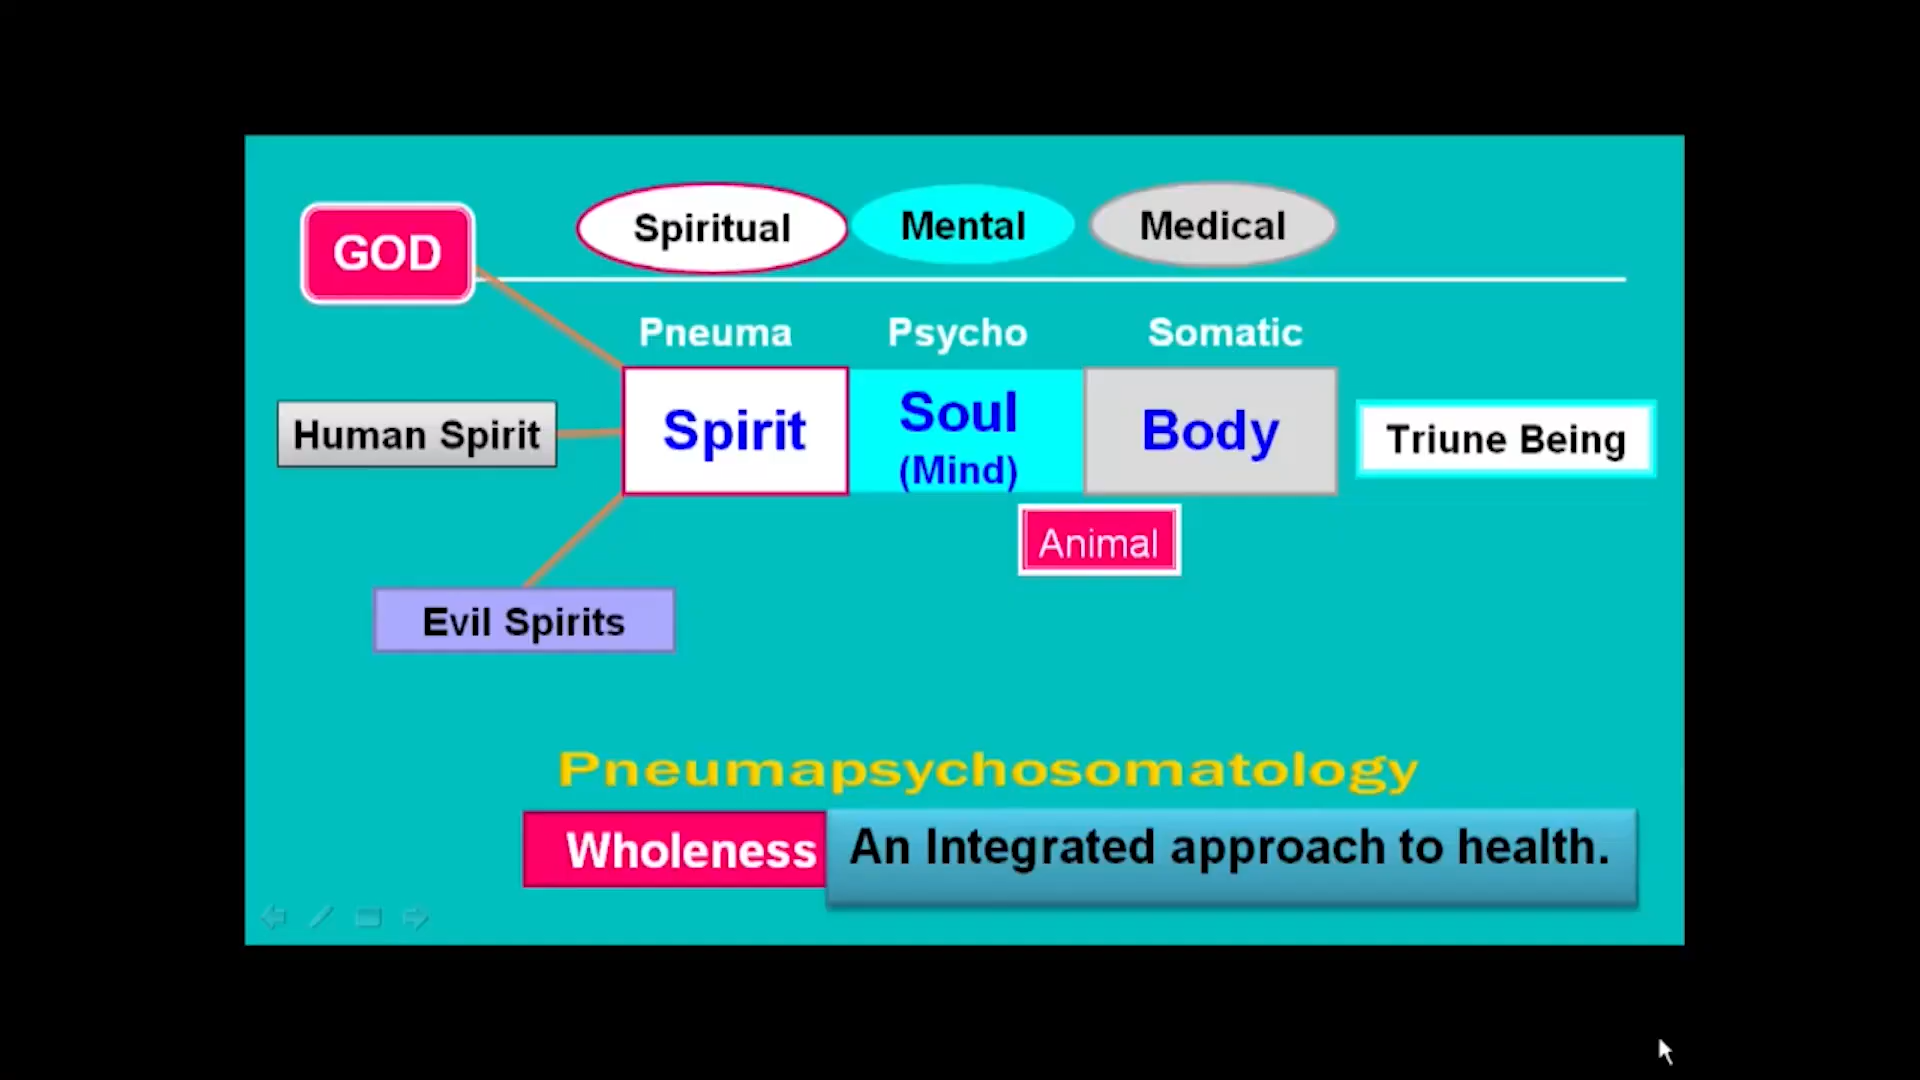 GOD
Spiritual
Mental
Medical
Pneuma
Psycho
Somatic
Human Spirit
Spirit
Soul
(Mind)
Body
Triune Being
Animal
Evil Spirits
Pneumapsychosomatology
Wholeness
An Integrated approach to health.